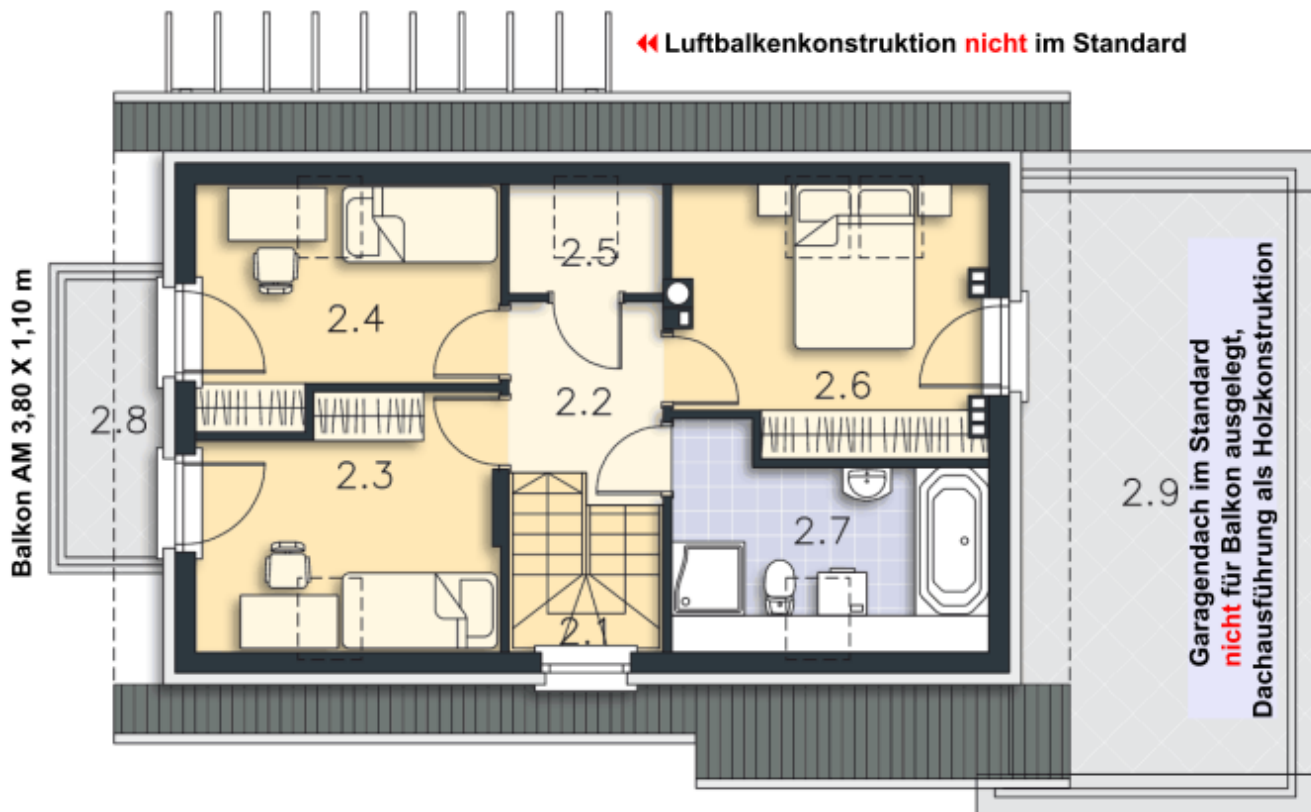 Luftbalkenkonstruktion nicht im Standard
Balkon AM 3,80 X 1,10 m
2.4
2.5
2.6
2.2
2.8
2.3
2.7
2.1
2.9
Garagendach im Standard
nicht für Balkon ausgelegt,
Dachausführung als Holzkonstruktion